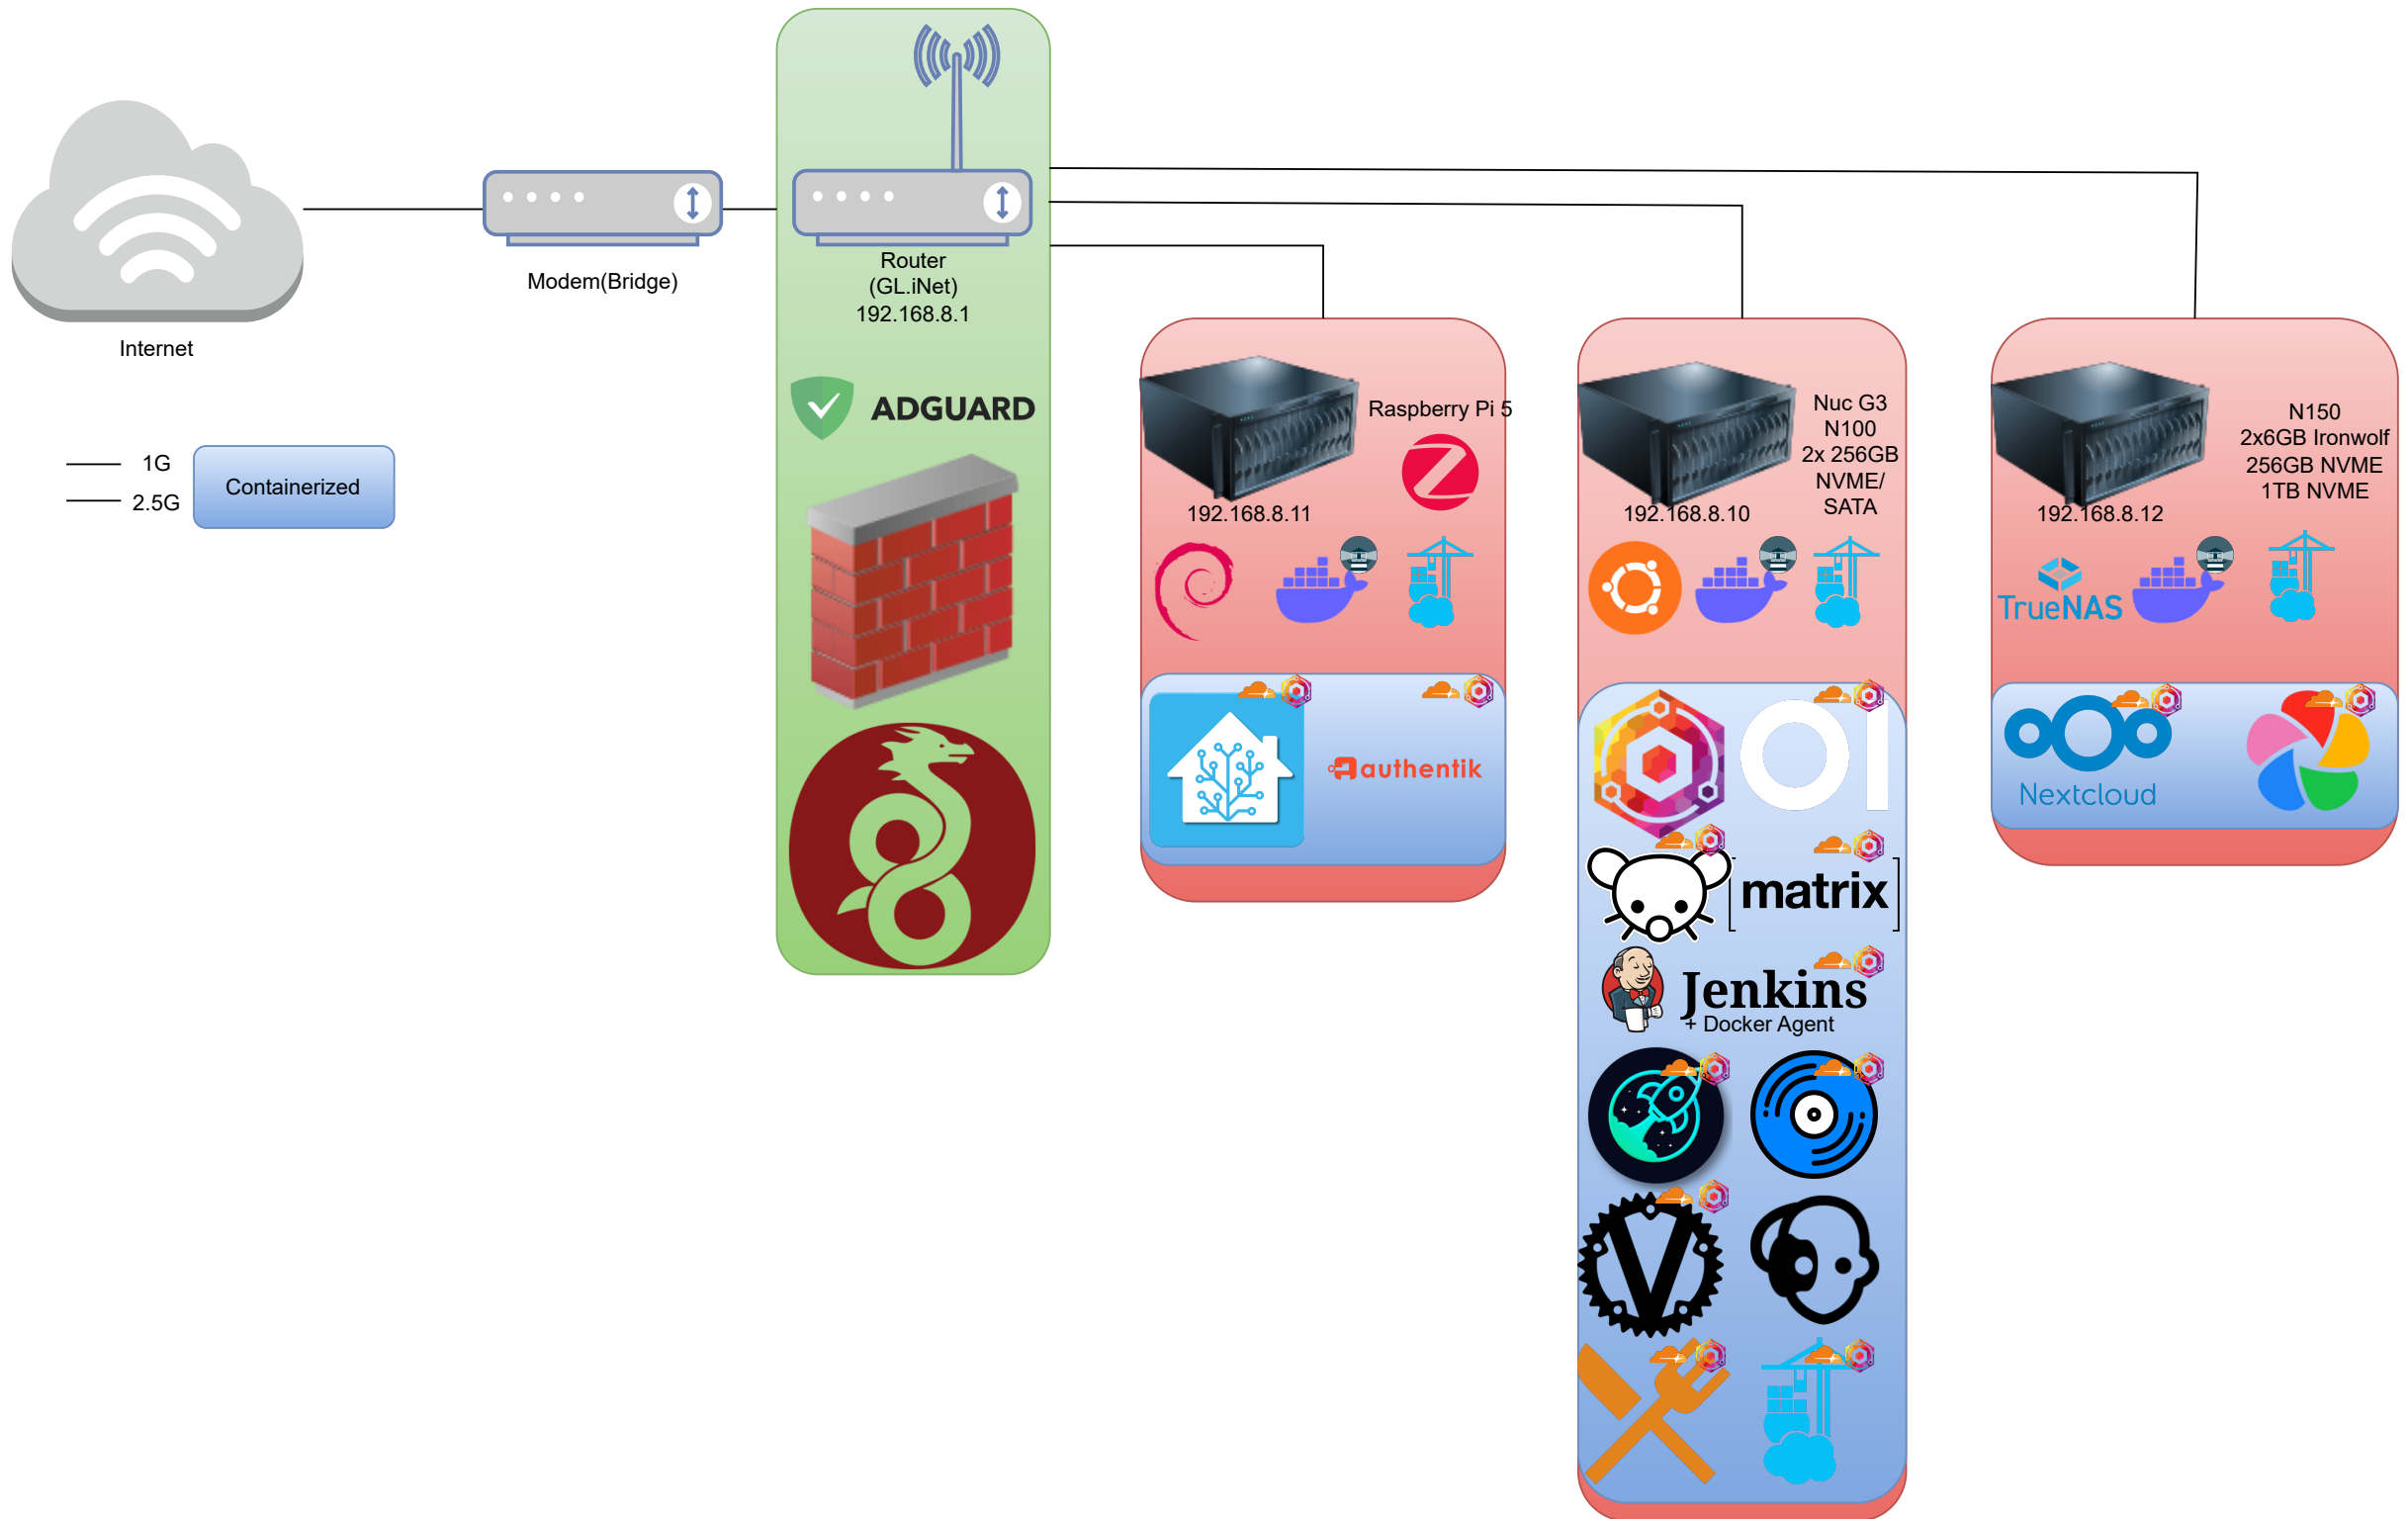 Internet
1G
2.5G
Containerized
Modem(Bridge)
Router
(GL.iNet)
192.168.8.1
ADGUARD
Raspberry Pi 5
192.168.8.11
authentik
Nuc G3
N100
2x 256GB
NVME/
SATA
192.168.8.10
[matrix]
Jenkins
+ Docker Agent
N150
2x6GB Ironwolf
256GB NVME
1TB NVME
192.168.8.12
TrueNAS
Nextcloud